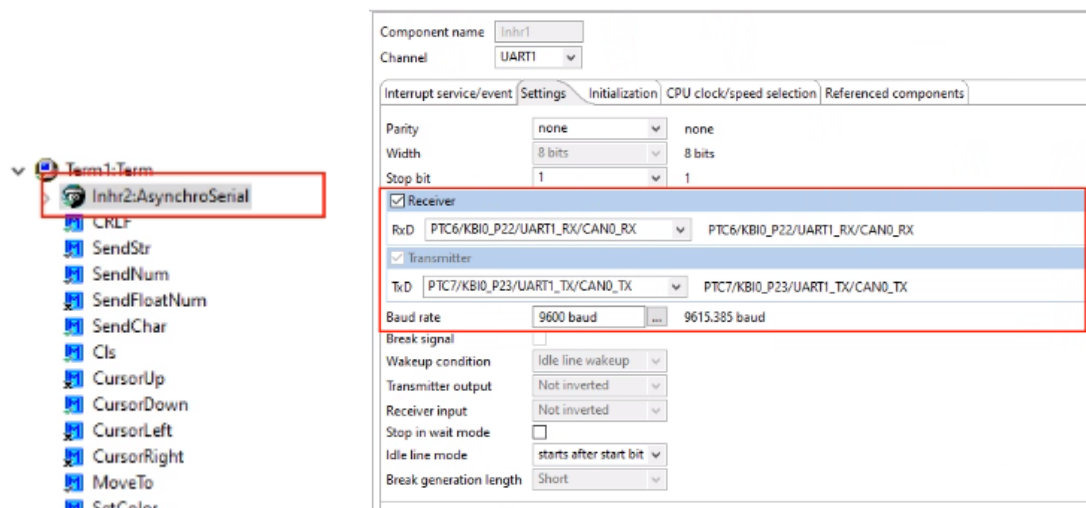 Term1:Term
Inhr2:AsynchroSerial
CRLF
SendStr
SendNum
SendFloatNum
SendChar
Cls
CursorUp
CursorDown
CursorLeft
CursorRight
MoveTo
SetColor
Component name Inhr1
Channel UART1
Interrupt service/event Settings Initialization CPU clock/speed selection Referenced components
Parity none none
Width 8 bits 8 bits
Stop bit 1 1
Receiver
RxD PTC6/KBI0_P22/UART1_RX/CAN0_RX PTC6/KBI0_P22/UART1_RX/CAN0_RX
Transmitter
TxD PTC7/KBI0_P23/UART1_TX/CAN0_TX PTC7/KBI0_P23/UART1_TX/CAN0_TX
Baud rate 9600 baud ... 9615.385 baud
Break signal
Wakeup condition Idle line wakeup
Transmitter output Not inverted
Receiver input Not inverted
Stop in wait mode
Idle line mode starts after start bit
Break generation length Short